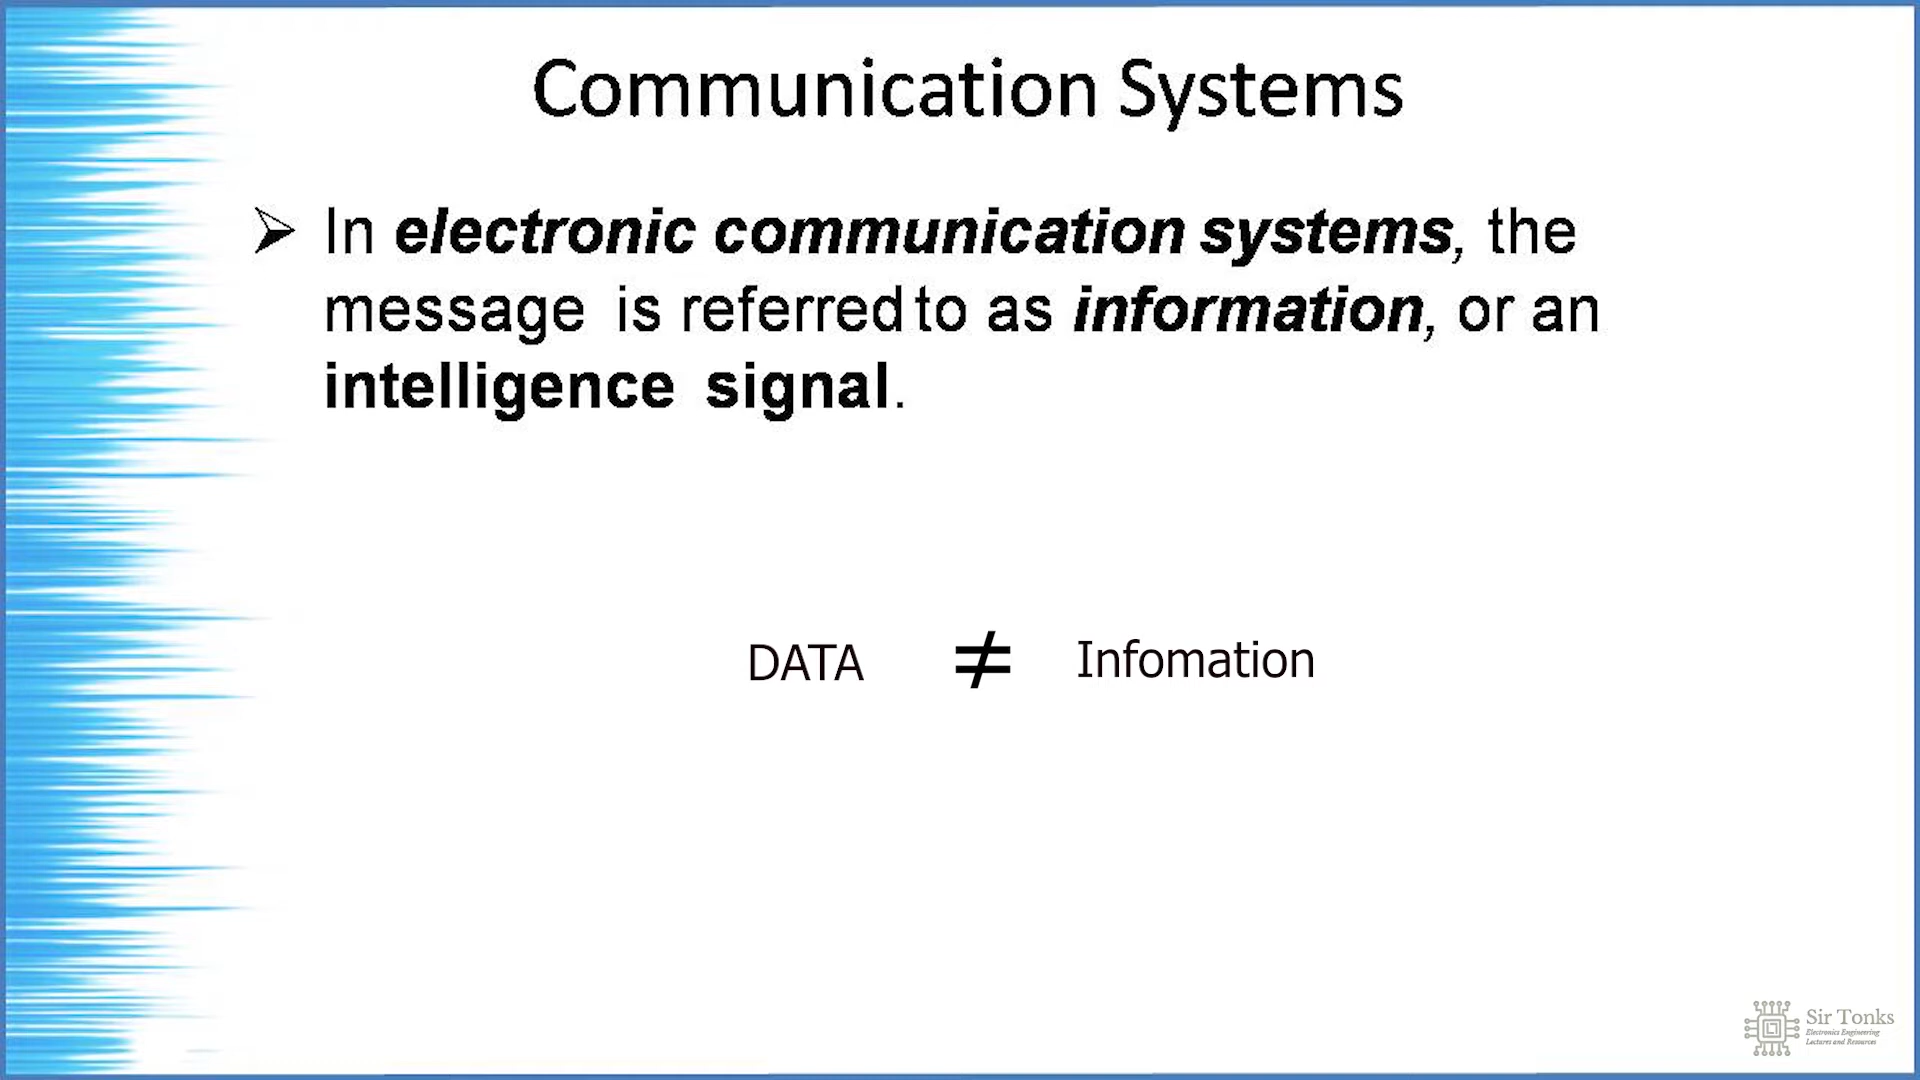 Communication Systems
➢ In electronic communication systems, the
message is referred to as information, or an
intelligence signal.
DATA ≠ Infomation
Sir Tonks
Electronics Engineering
Lectures and Resources